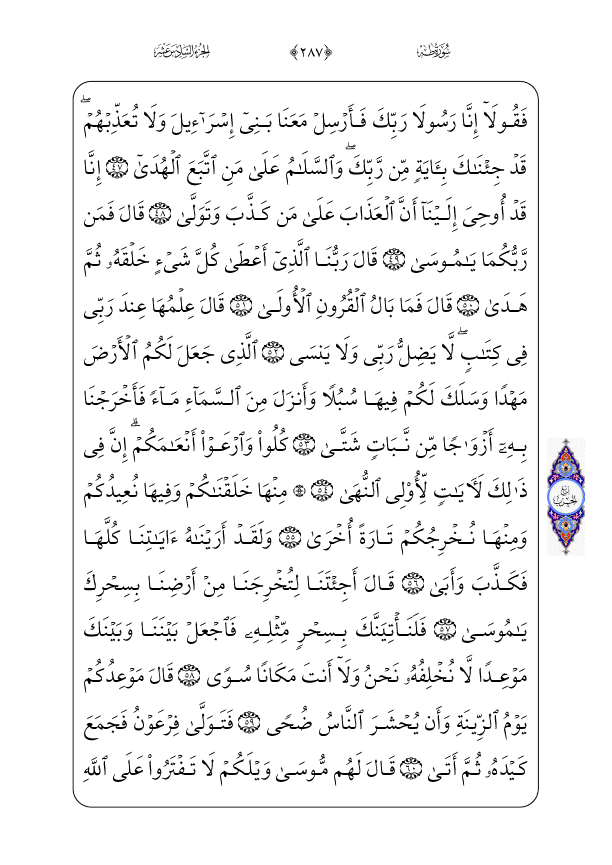 سُورَةُ طه
﴿٢٨٧﴾
الجُزْءُ السَّادِسَ عَشَر
فَقُولَآ إِنَّا رَسُولَا رَبِّكَ فَأَرْسِلْ مَعَنَا بَنِىٓ إِسْرَٰٓءِيلَ وَلَا تُعَذِّبْهُمْ ۖ
قَدْ جِئْنَٰكَ بِـَٔايَةٍ مِّن رَّبِّكَ ۖ وَٱلسَّلَٰمُ عَلَىٰ مَنِ ٱتَّبَعَ ٱلْهُدَىٰٓ ٤٧ إِنَّا
قَدْ أُوحِىَ إِلَيْنَآ أَنَّ ٱلْعَذَابَ عَلَىٰ مَن كَذَّبَ وَتَوَلَّىٰ ٤٨ قَالَ فَمَن
رَّبُّكُمَا يَٰمُوسَىٰ ٤٩ قَالَ رَبُّنَا ٱلَّذِىٓ أَعْطَىٰ كُلَّ شَىْءٍ خَلْقَهُۥ ثُمَّ
هَدَىٰ ٥٠ قَالَ فَمَا بَالُ ٱلْقُرُونِ ٱلْأُولَىٰ ٥١ قَالَ عِلْمُهَا عِندَ رَبِّى
فِى كِتَٰبٍ ۖ لَّا يَضِلُّ رَبِّى وَلَا يَنسَى ٥٢ ٱلَّذِى جَعَلَ لَكُمُ ٱلْأَرْضَ
مَهْدًا وَسَلَكَ لَكُمْ فِيهَا سُبُلًا وَأَنزَلَ مِنَ ٱلسَّمَآءِ مَآءً فَأَخْرَجْنَا
بِهِۦٓ أَزْوَٰجًا مِّن نَّبَاتٍ شَتَّىٰ ٥٣ كُلُوا۟ وَٱرْعَوْا۟ أَنْعَٰمَكُمْ ۗ إِنَّ فِى
ذَٰلِكَ لَـَٔايَٰتٍ لِّأُو۟لِى ٱلنُّهَىٰ ٥٤ ۞ مِنْهَا خَلَقْنَٰكُمْ وَفِيهَا نُعِيدُكُمْ
وَمِنْهَا نُخْرِجُكُمْ تَارَةً أُخْرَىٰ ٥٥ وَلَقَدْ أَرَيْنَٰهُ ءَايَٰتِنَا كُلَّهَا
فَكَذَّبَ وَأَبَىٰ ٥٦ قَالَ أَجِئْتَنَا لِتُخْرِجَنَا مِنْ أَرْضِنَا بِسِحْرِكَ
يَٰمُوسَىٰ ٥٧ فَلَنَأْتِيَنَّكَ بِسِحْرٍ مِّثْلِهِۦ فَٱجْعَلْ بَيْنَنَا وَبَيْنَكَ
مَوْعِدًا لَّا نُخْلِفُهُۥ نَحْنُ وَلَآ أَنتَ مَكَانًا سُوًى ٥٨ قَالَ مَوْعِدُكُمْ
يَوْمُ ٱلزِّينَةِ وَأَن يُحْشَرَ ٱلنَّاسُ ضُحًى ٥٩ فَتَوَلَّىٰ فِرْعَوْنُ فَجَمَعَ
كَيْدَهُۥ ثُمَّ أَتَىٰ ٦٠ قَالَ لَهُم مُّوسَىٰ وَيْلَكُمْ لَا تَفْتَرُوا۟ عَلَى ٱللَّهِ